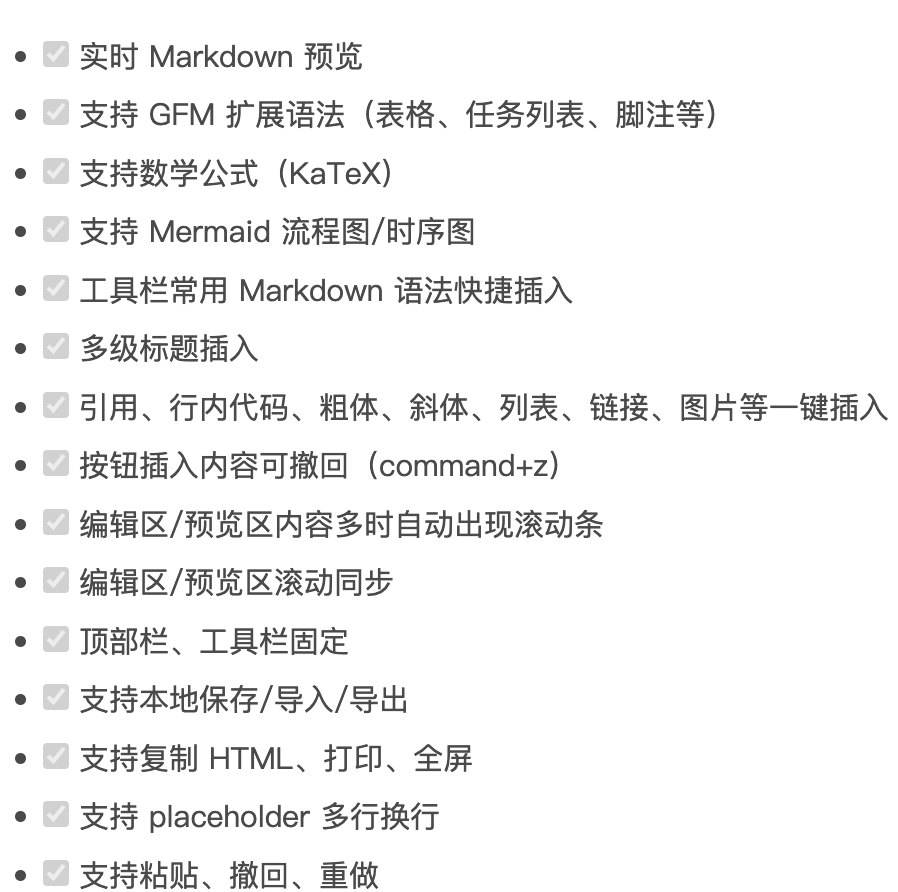 实时 Markdown 预览
支持 GFM 扩展语法（表格、任务列表、脚注等）
支持数学公式（KaTeX）
支持 Mermaid 流程图/时序图
工具栏常用 Markdown 语法快捷插入
多级标题插入
引用、行内代码、粗体、斜体、列表、链接、图片等一键插入
按钮插入内容可撤回（command+z）
编辑区/预览区内容多时自动出现滚动条
编辑区/预览区滚动同步
顶部栏、工具栏固定
支持本地保存/导入/导出
支持复制 HTML、打印、全屏
支持 placeholder 多行换行
支持粘贴、撤回、重做